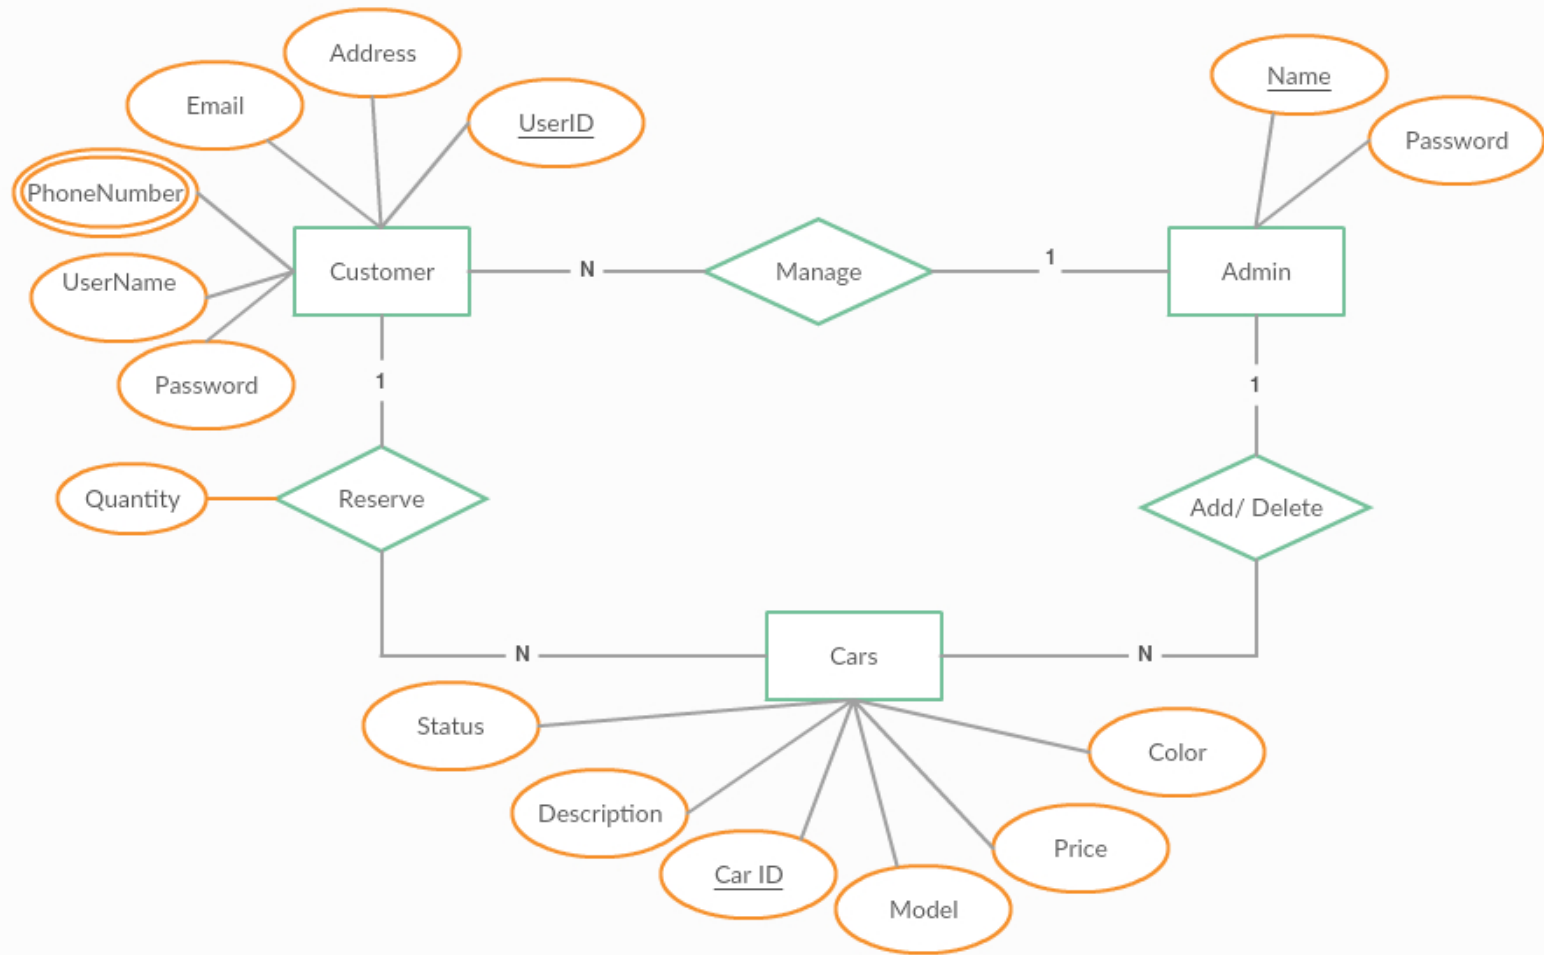 Address
Name
Email
UserID
Password
PhoneNumber
Customer
N
Manage
1
Admin
UserName
Password
1
1
Quantity
Reserve
Add/ Delete
N
Cars
N
Status
Color
Description
Price
Car ID
Model